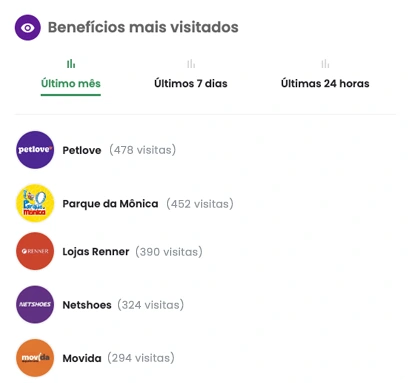 Benefícios mais visitados
Último mês
Últimos 7 dias
Últimas 24 horas
petlove
Petlove (478 visitas)
Parque da Mônica
Parque da Mônica (452 visitas)
RENNER
Lojas Renner (390 visitas)
NETSHOES
Netshoes (324 visitas)
movida
Movida (294 visitas)